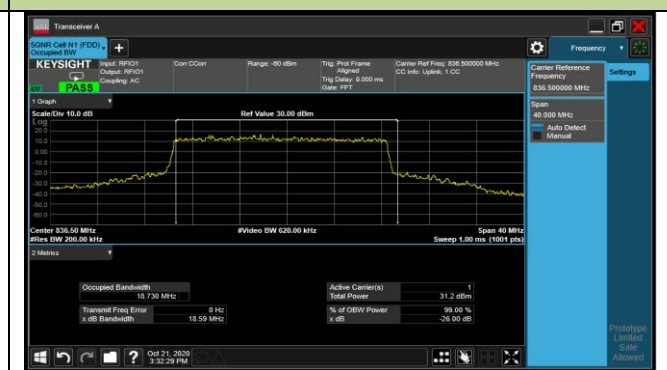 Transceiver A
5GNR Cell N1 (FDD)
Occupied BW
Frequency
KEYSIGHT
Input: RFIO1
Output: RFIO1
Coupling: AC
Corr CCorr
Range: -60 dBm
Trig: Prot Frame
Aligned
Trig Delay: 9.000 ms
Gate: FFT
Carrier Ref Freq: 836.500000 MHz
CC Info: Uplink, 1 CC
PASS
Carrier Reference
Frequency
836.500000 MHz
Settings
Span
40.000 MHz
Auto Detect
Manual
1 Graph
Scale/Div 10.0 dB
Ref Value 30.00 dBm
Log
20.0
10.0
0.00
-10.0
-20.0
-30.0
-40.0
-50.0
-60.0
Center 836.50 MHz
#Video BW 620.00 kHz
Span 40 MHz
#Res BW 200.00 kHz
Sweep 1.00 ms (1001 pts)
2 Metrics
Occupied Bandwidth
18.730 MHz
Active Carrier(s) 1
Total Power 31.2 dBm
Transmit Freq Error 0 Hz
x dB Bandwidth 18.59 MHz
% of OBW Power 99.00 %
x dB -26.00 dB
Oct 21, 2020
3:32:29 PM
Prototype
Limited
Sale
Allowed